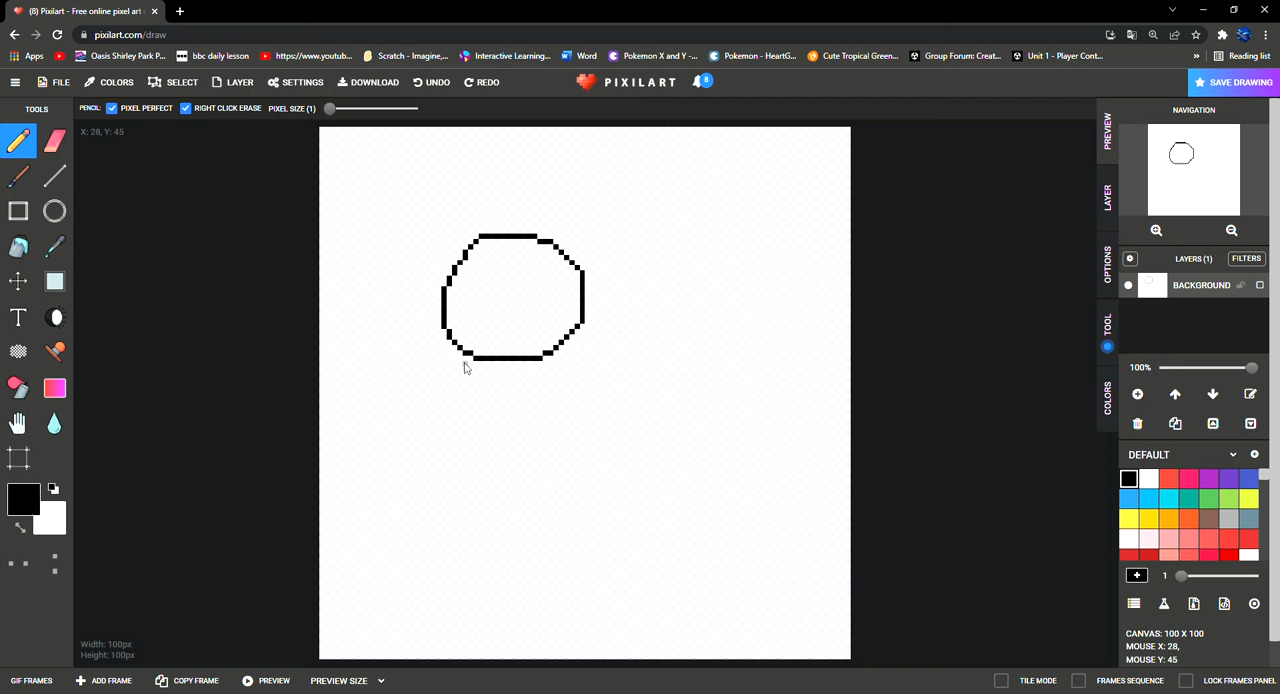 (8) Pixilart - Free online pixel art
pixilart.com/draw
Apps
Oasis Shirley Park P...
bbc daily lesson
https://www.youtub...
Scratch - Imagine,...
Interactive Learning...
Word
Pokemon X and Y -...
Pokemon - HeartG...
Cute Tropical Green...
Group Forum Creat...
Unit 1 - Player Cont...
»
Reading list
FILE
COLORS
SELECT
LAYER
SETTINGS
DOWNLOAD
UNDO
REDO
PIXILART
8
SAVE DRAWING
TOOLS
PENCIL:
PIXEL PERFECT
RIGHT CLICK ERASE
PIXEL SIZE (1)
X: 28, Y: 45
PREVIEW
LAYER
OPTIONS
TOOL
COLORS
NAVIGATION
LAYERS (1)
FILTERS
BACKGROUND
100%
DEFAULT
1
CANVAS: 100 X 100
MOUSE X: 28,
MOUSE Y: 45
Width: 100px
Height: 100px
GIF FRAMES
ADD FRAME
COPY FRAME
PREVIEW
PREVIEW SIZE
TILE MODE
FRAMES SEQUENCE
LOCK FRAMES PANEL